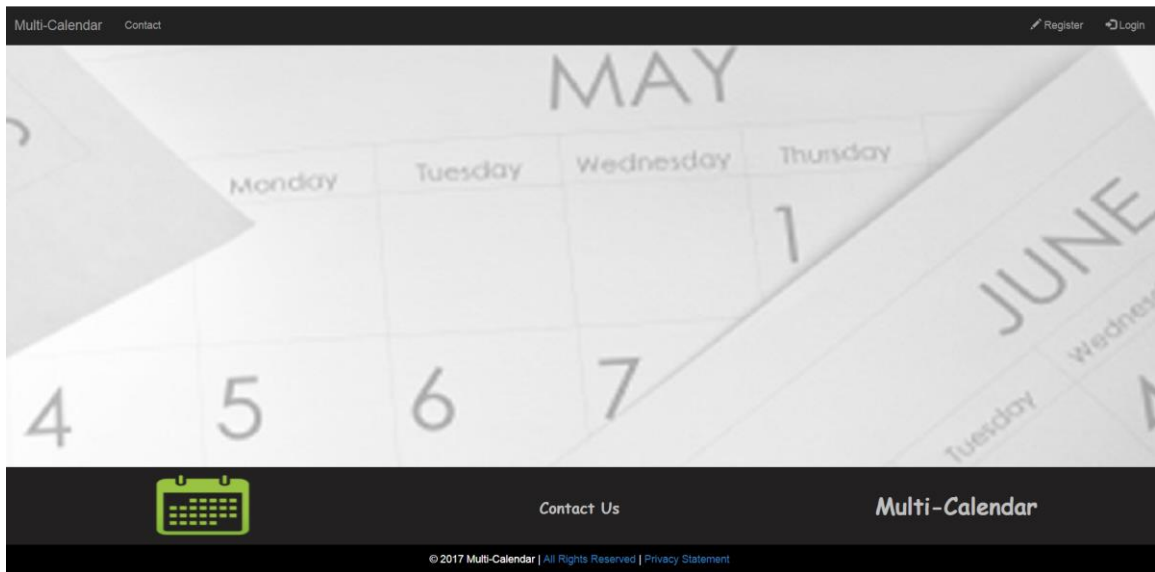 Multi-Calendar Contact Register Login
MAY
Monday Tuesday Wednesday Thursday
1
4 5 6 7
JUNE
Tuesday
Contact Us Multi-Calendar
© 2017 Multi-Calendar | All Rights Reserved | Privacy Statement